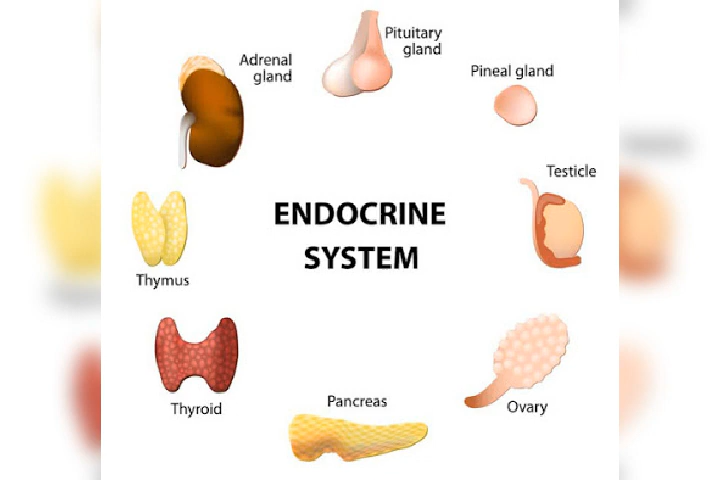 Pituitary
gland
Adrenal
gland
Pineal gland
Testicle
ENDOCRINE
SYSTEM
Thymus
Thyroid
Pancreas
Ovary